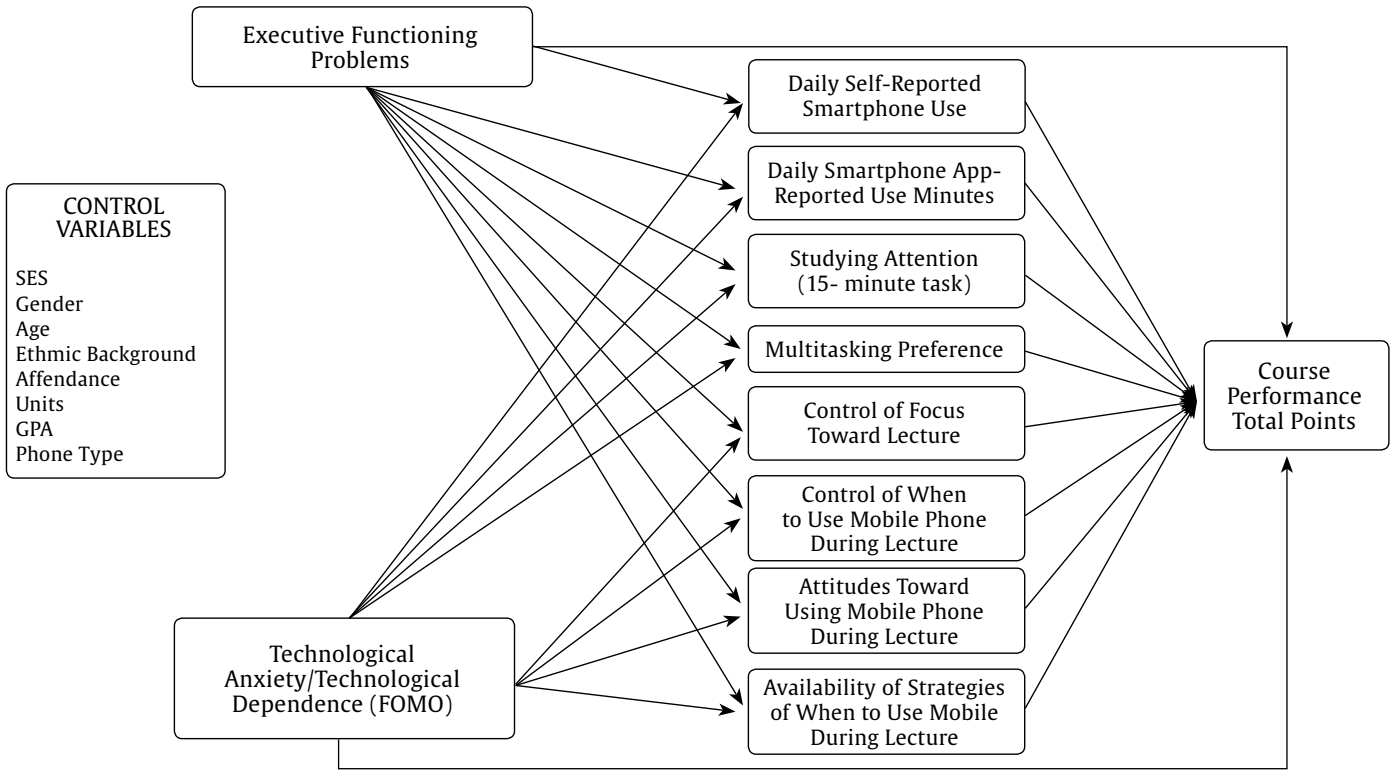 Executive Functioning
Problems
CONTROL
VARIABLES
SES
Gender
Age
Ethmic Background
Affendance
Units
GPA
Phone Type
Technological
Anxiety/Technological
Dependence (FOMO)
Daily Self-Reported
Smartphone Use
Daily Smartphone App-
Reported Use Minutes
Studying Attention
(15- minute task)
Multitasking Preference
Control of Focus
Toward Lecture
Control of When
to Use Mobile Phone
During Lecture
Attitudes Toward
Using Mobile Phone
During Lecture
Availability of Strategies
of When to Use Mobile
During Lecture
Course
Performance
Total Points